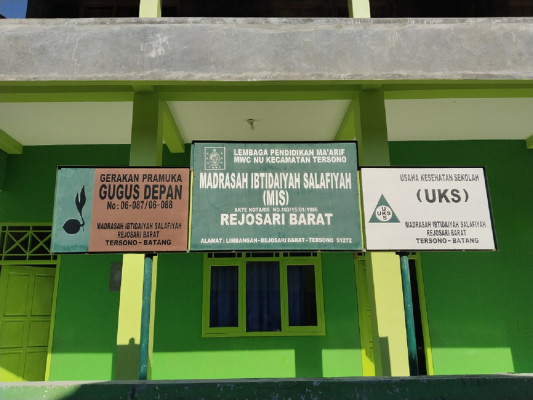 GERAKAN PRAMUKA
GUGUS DEPAN
No: 06-087/06-088
MADRASAH IBTIDAIYAH SALAFIYAH
REJOSARI BARAT
TERSONO - BATANG
LEMBAGA PENDIDIKAN MA'ARIF
MWC NU KECAMATAN TERSONO
MADRASAH IBTIDAIYAH SALAFIYAH
(MIS)
AKTE NOTARIS
REJOSARI BARAT
ALAMAT: LIMBANGAN - REJOSARI BARAT - TERSONO 51272
USAHA KESEHATAN SEKOLAH
(UKS)
UKS
MADRASAH IBTIDAIYAH SALAFIYAH
REJOSARI BARAT
TERSONO - BATANG